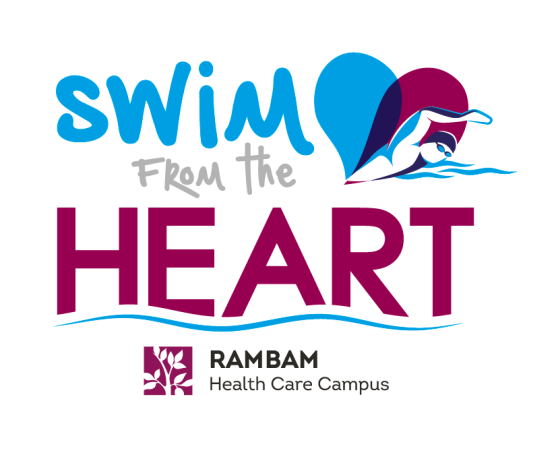 SWiM
FROM the
HEART
RAMBAM
Health Care Campus